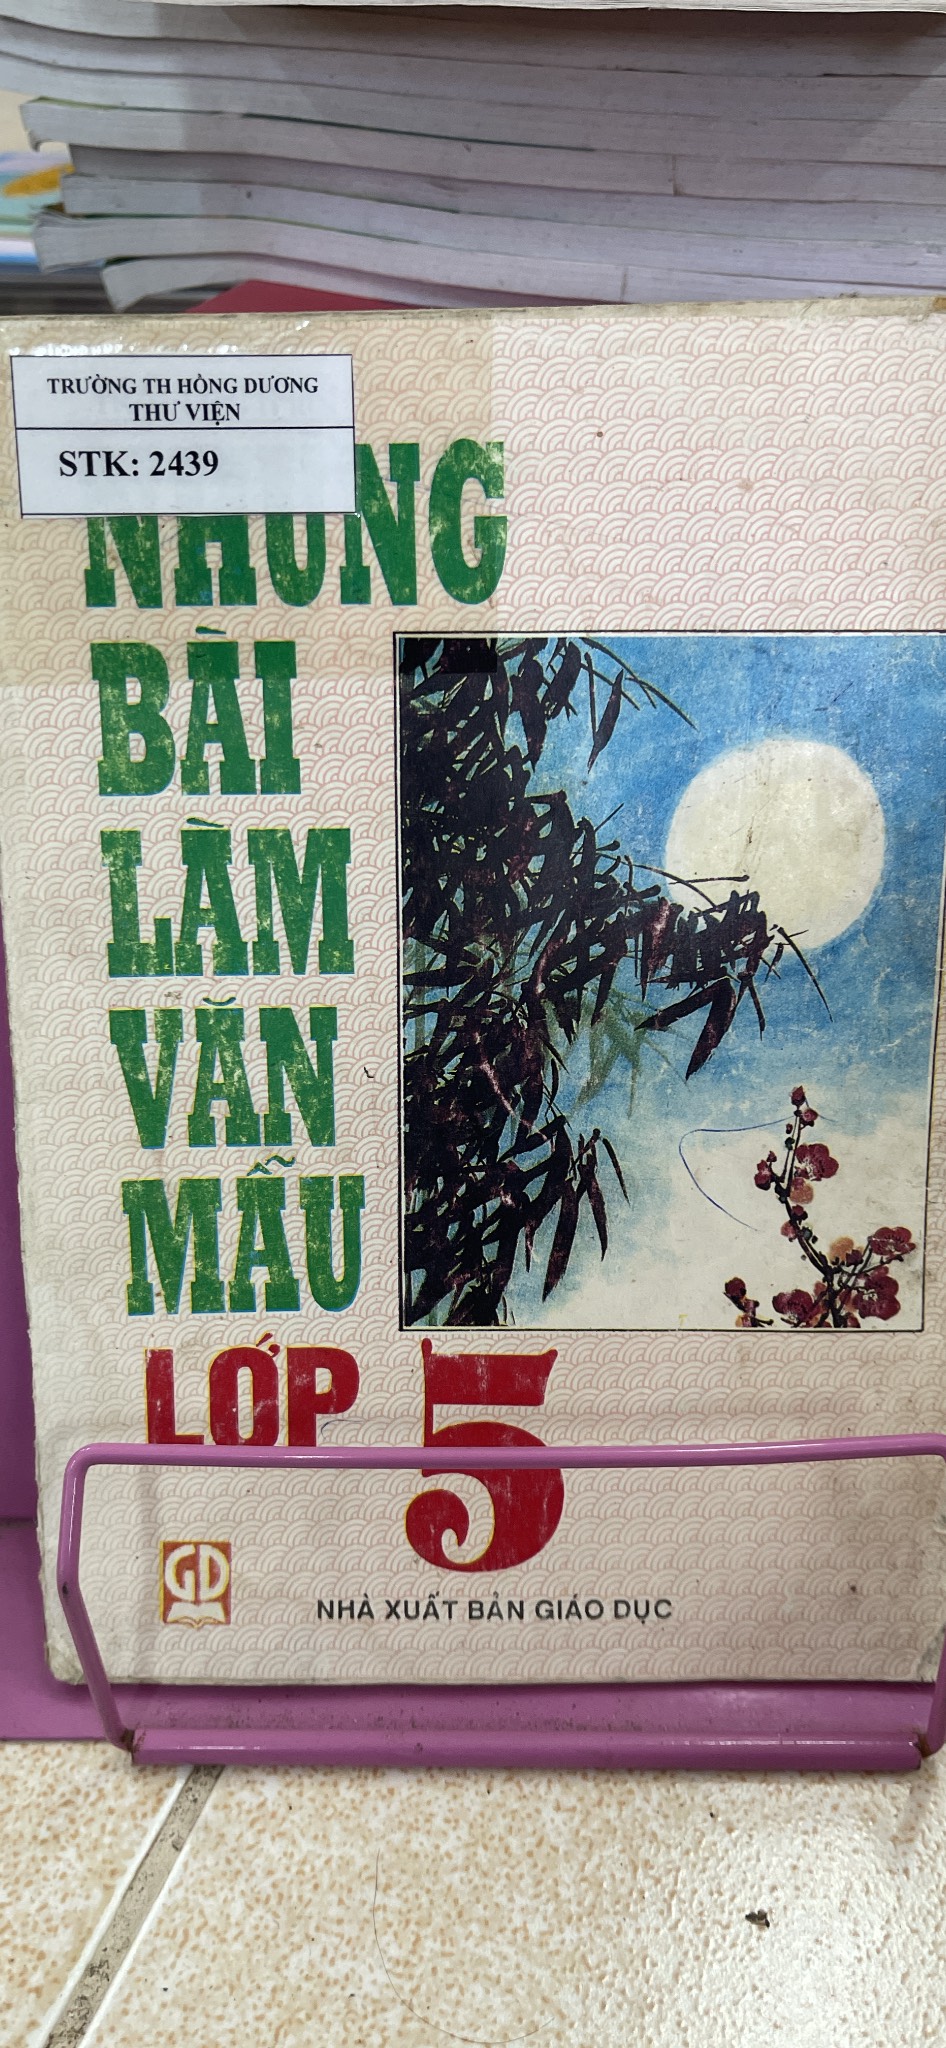 TRƯỜNG TH HỒNG DƯƠNG
THƯ VIỆN
STK: 2439
NHỮNG
BÀI
LÀM
VĂN
MẪU
LỚP 5
GD
NHÀ XUẤT BẢN GIÁO DỤC